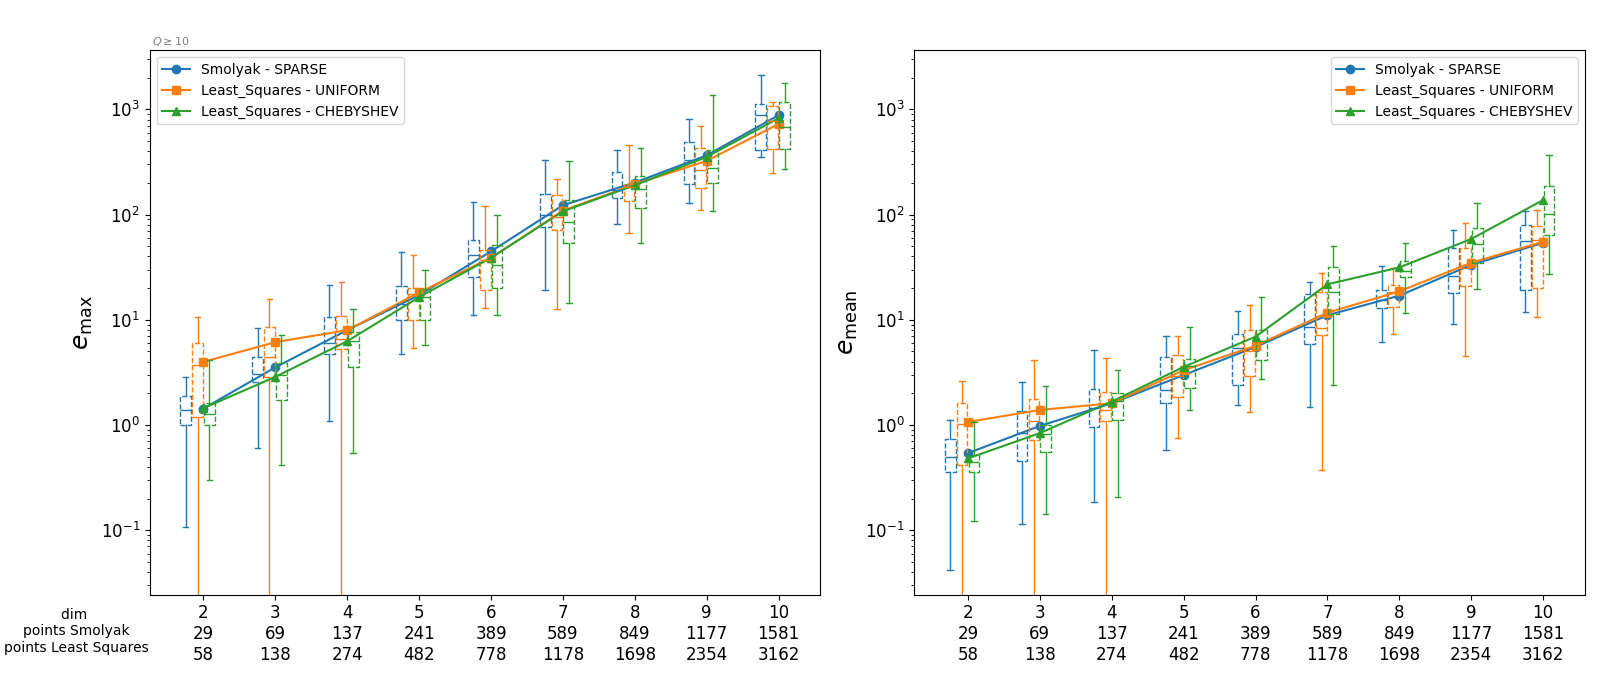 Q ≥ 10
Smolyak - SPARSE
Least_Squares - UNIFORM
Least_Squares - CHEBYSHEV
10³
10²
10¹
10⁰
10⁻¹
e_max
dim
points Smolyak
points Least Squares
2 3 4 5 6 7 8 9 10
29 69 137 241 389 589 849 1177 1581
58 138 274 482 778 1178 1698 2354 3162
Smolyak - SPARSE
Least_Squares - UNIFORM
Least_Squares - CHEBYSHEV
10³
10²
10¹
10⁰
10⁻¹
e_mean
2 3 4 5 6 7 8 9 10
29 69 137 241 389 589 849 1177 1581
58 138 274 482 778 1178 1698 2354 3162